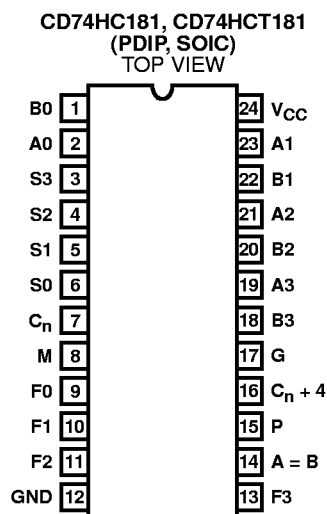 CD74HC181, CD74HCT181
(PDIP, SOIC)
TOP VIEW
B0 1 24 VCC
A0 2 23 A1
S3 3 22 B1
S2 4 21 A2
S1 5 20 B2
S0 6 19 A3
Cn 7 18 B3
M 8 17 G
F0 9 16 Cn + 4
F1 10 15 P
F2 11 14 A = B
GND 12 13 F3